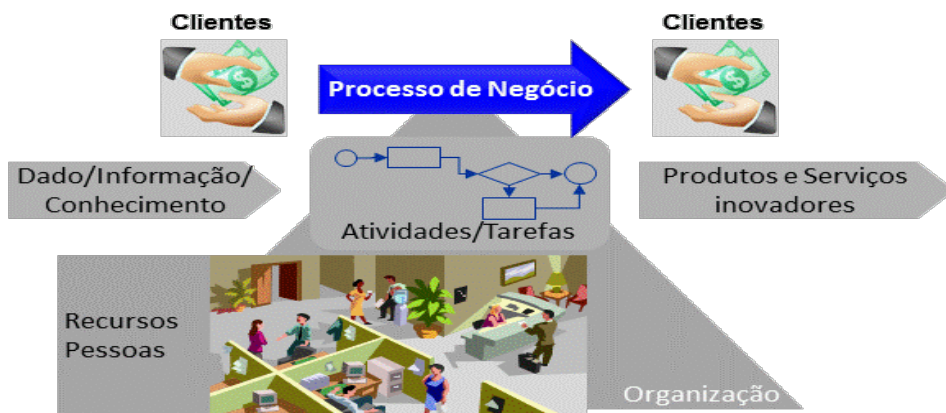 Clientes
Clientes
Processo de Negócio
Dado/Informação/
Conhecimento
Produtos e Serviços
inovadores
Atividades/Tarefas
Recursos
Pessoas
Organização